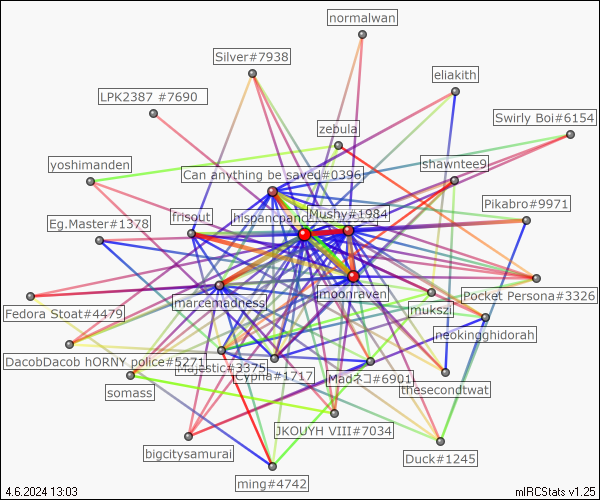 normalwan
Silver#7938
eliakith
LPK2387 #7690
Swirly Boi#6154
zebula
yoshimanden
shawntee9
Can anything be saved#0396
Pikabro#9971
Eg.Master#1378
frisout
hispancpanc
Mushy#1984
moonraven
Pocket Persona#3326
marcemadness
mukszi
Fedora Stoat#4479
neokingghidorah
DacobDacob hORNY police#5271
Majestic#3375
Cypha#1717
Madネコ#6901
thesecondtwat
somass
JKOUYH VIII#7034
bigcitysamurai
Duck#1245
ming#4742
4.6.2024 13:03
mIRCStats v1.25